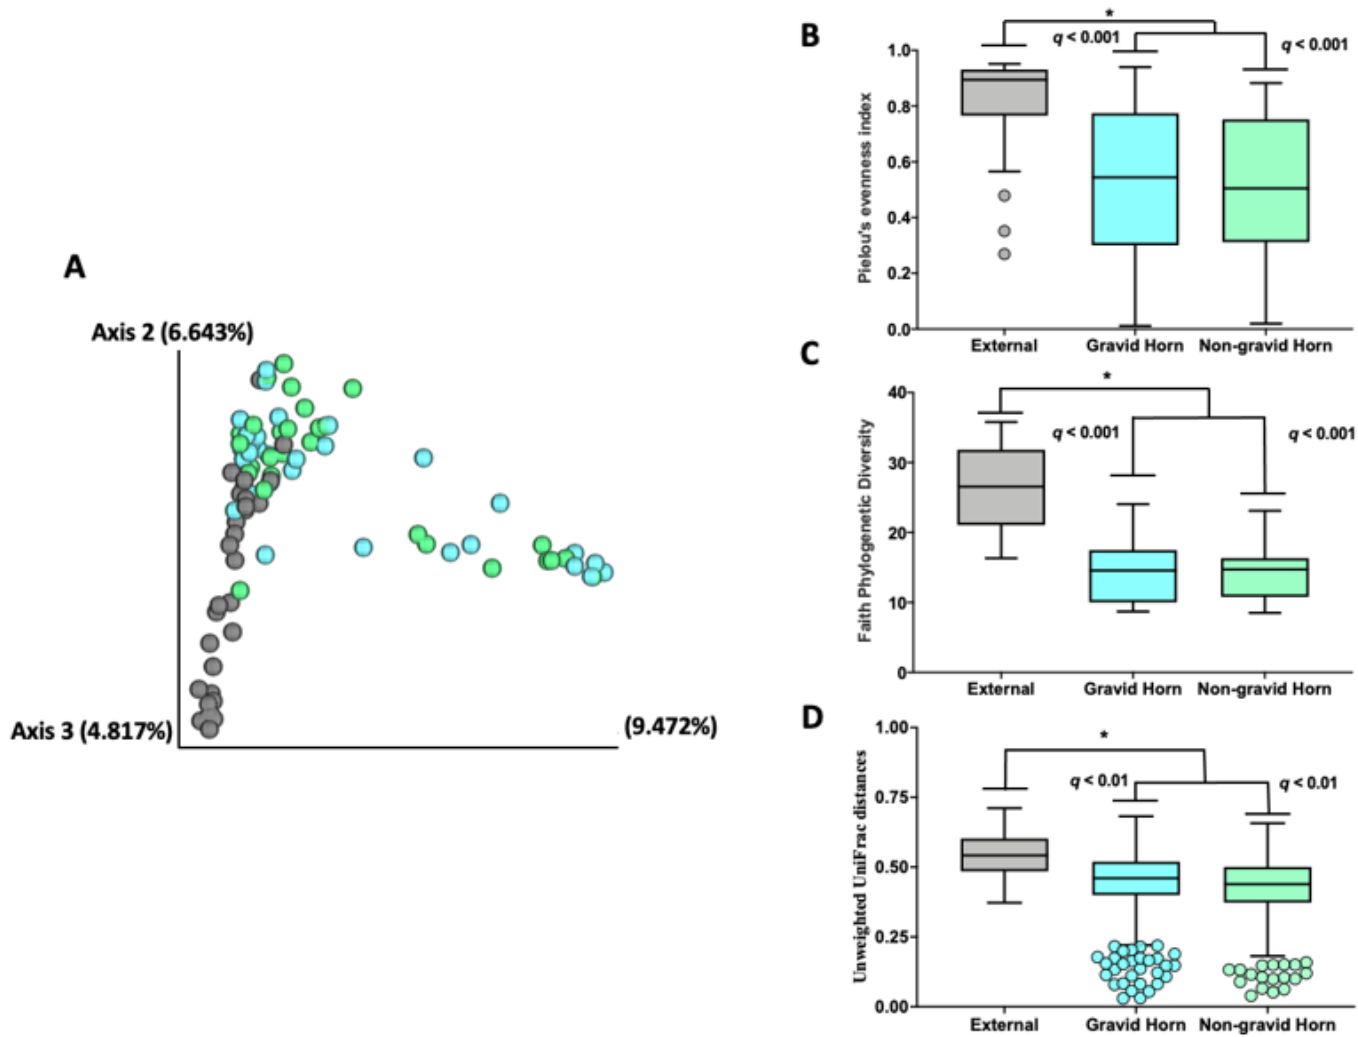 A
Axis 2 (6.643%)
Axis 3 (4.817%)
(9.472%)
B
*
q < 0.001
q < 0.001
Pielou's evenness index
1.0
0.8
0.6
0.4
0.2
0.0
External
Gravid Horn
Non-gravid Horn
C
*
q < 0.001
q < 0.001
Faith Phylogenetic Diversity
40
30
20
10
0
External
Gravid Horn
Non-gravid Horn
D
*
q < 0.01
q < 0.01
Unweighted UniFrac distances
1.00
0.75
0.50
0.25
0.00
External
Gravid Horn
Non-gravid Horn